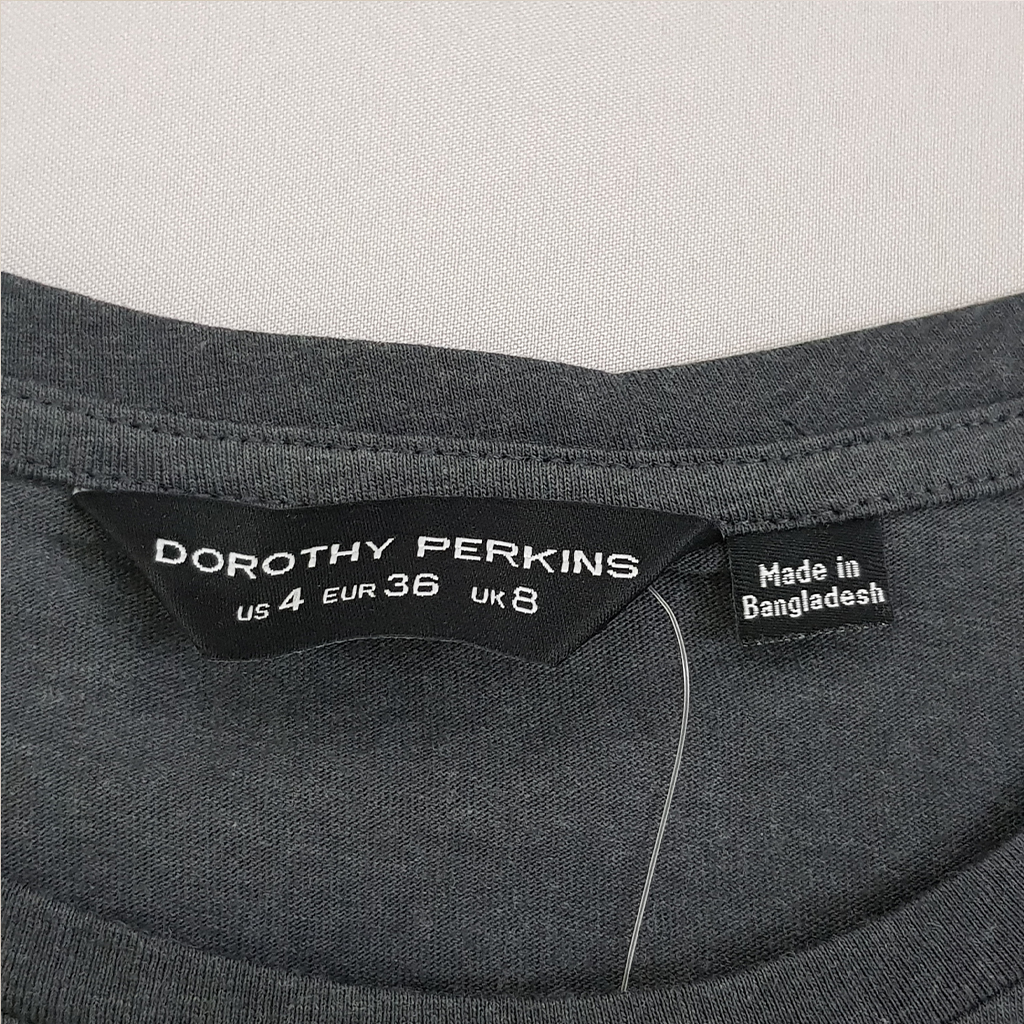 DOROTHY PERKINS
US 4 EUR 36 UK 8
Made in
Bangladesh